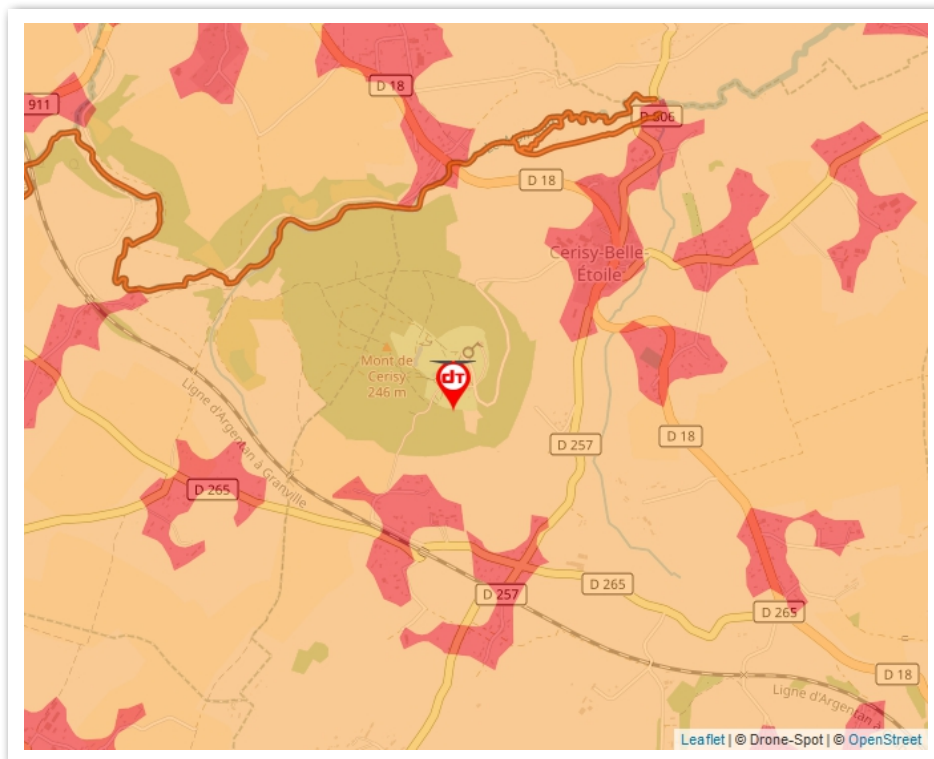 D 18
911
D 606
D 18
Cerisy-Belle
Étoile
Mont de
Cerisy
246 m
dT
Ligne d'Argentan à Granville
D 257
D 18
D 265
D 265
D 257
D 265
D 18
Ligne d'Argentan à
Leaflet | © Drone-Spot | © OpenStreet